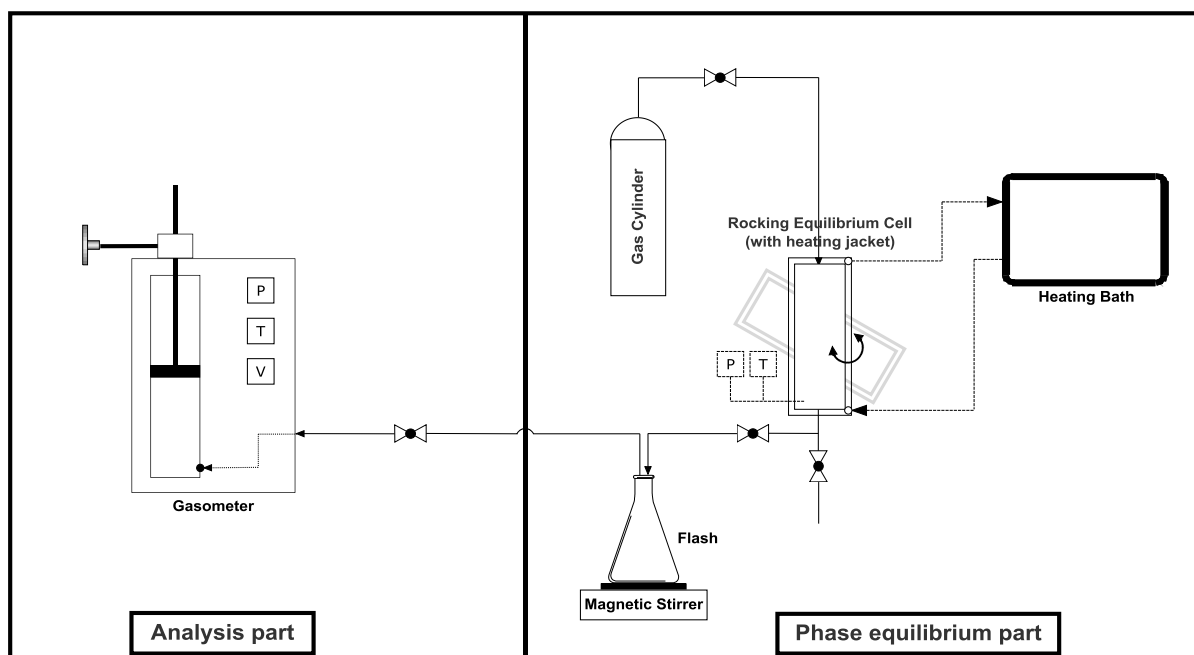 Gas Cylinder
Rocking Equilibrium Cell
(with heating jacket)
Heating Bath
P
T
V
P
T
Gasometer
Flash
Magnetic Stirrer
Analysis part
Phase equilibrium part